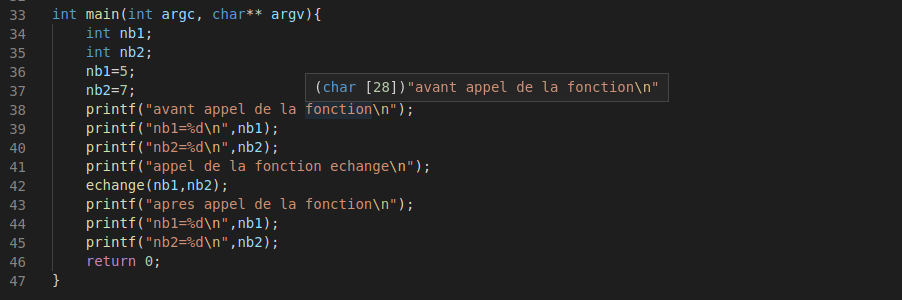 33 int main(int argc, char** argv){
34 int nb1;
35 int nb2;
36 nb1=5;
(char [28])"avant appel de la fonction\n"
37 nb2=7;
38 printf("avant appel de la fonction\n");
39 printf("nb1=%d\n",nb1);
40 printf("nb2=%d\n",nb2);
41 printf("appel de la fonction echange\n");
42 echange(nb1,nb2);
43 printf("apres appel de la fonction\n");
44 printf("nb1=%d\n",nb1);
45 printf("nb2=%d\n",nb2);
46 return 0;
47 }